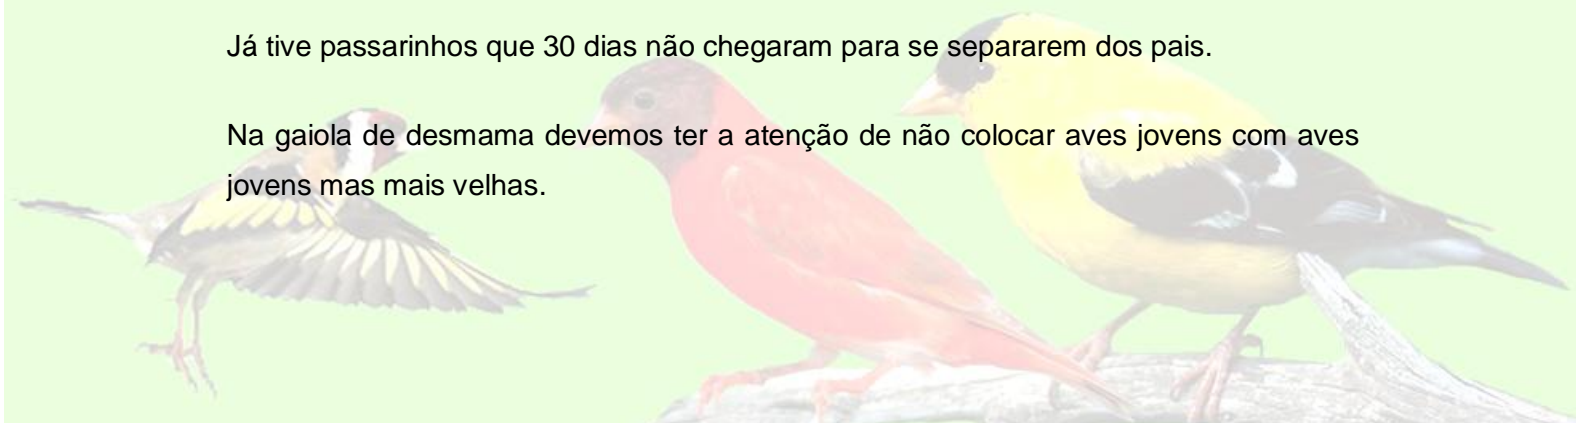 Já tive passarinhos que 30 dias não chegaram para se separarem dos pais.
Na gaiola de desmama devemos ter a atenção de não colocar aves jovens com aves
jovens mas mais velhas.